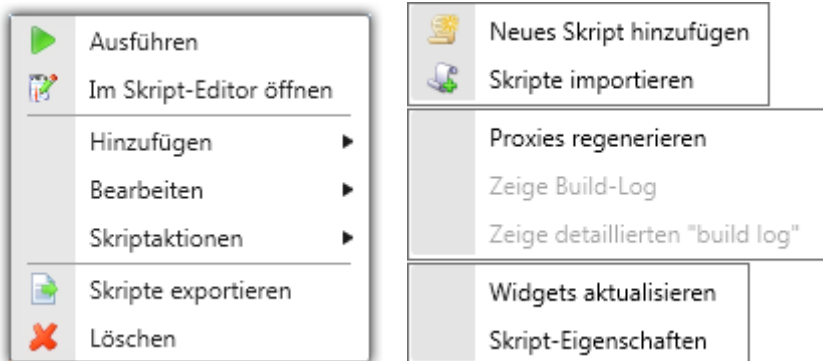 Ausführen
Im Skript-Editor öffnen
Hinzufügen
Bearbeiten
Skriptaktionen
Skripte exportieren
Löschen
Neues Skript hinzufügen
Skripte importieren
Proxies regenerieren
Zeige Build-Log
Zeige detaillierten "build log"
Widgets aktualisieren
Skript-Eigenschaften